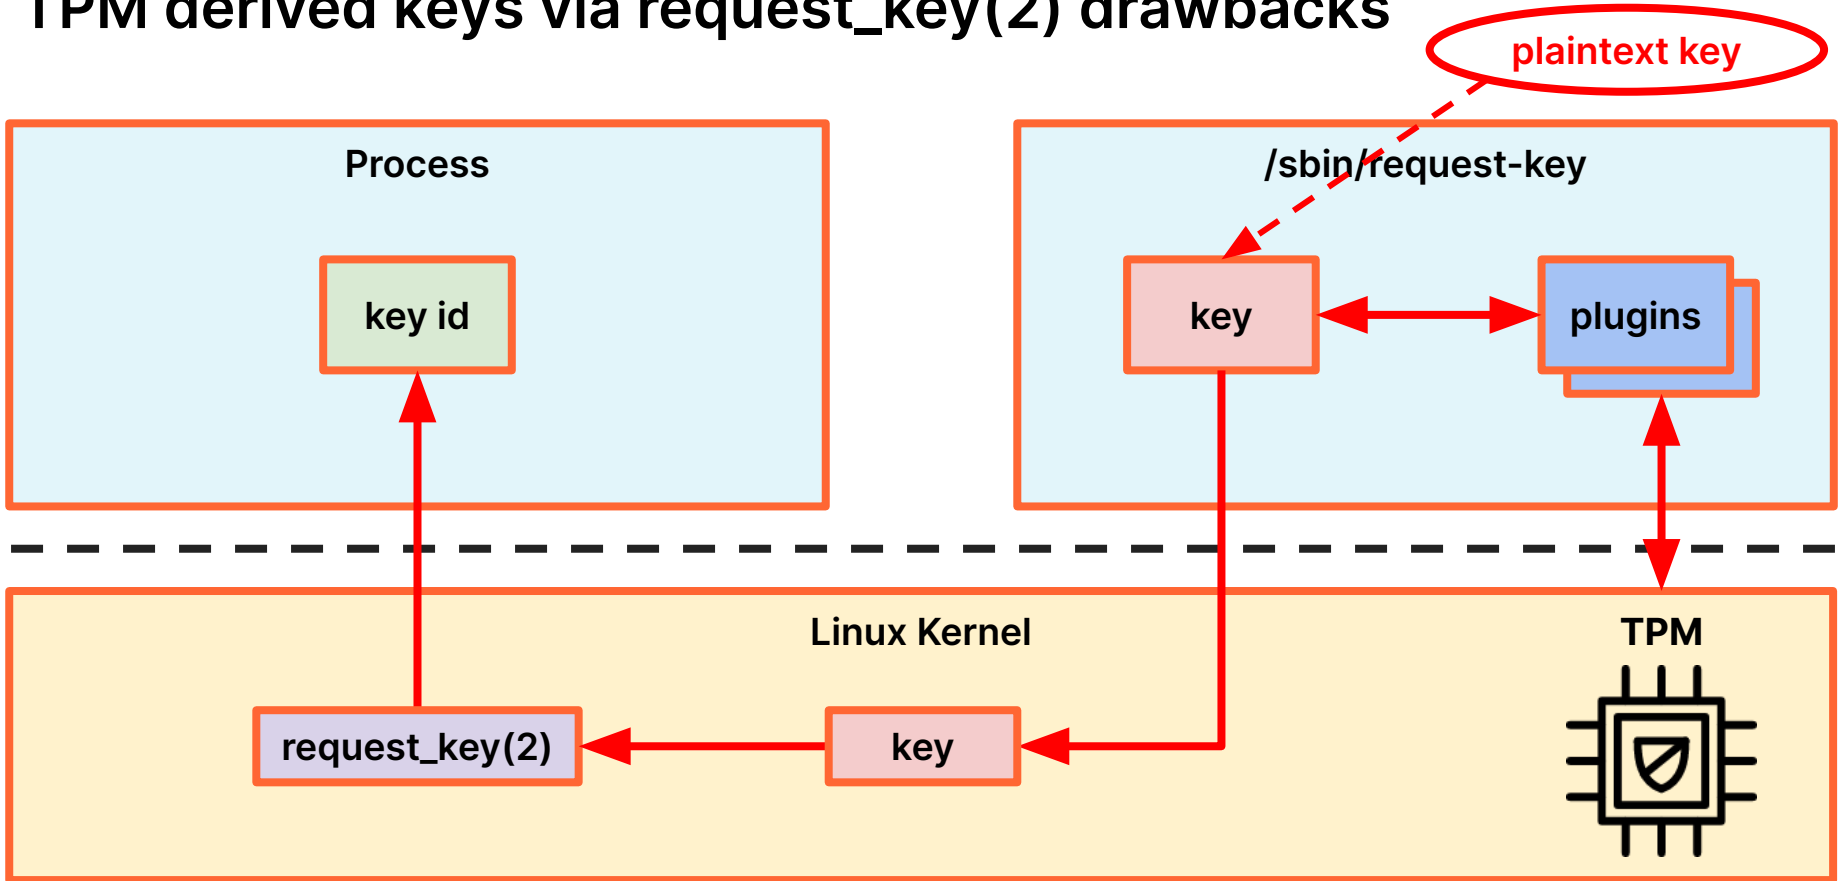 TPM derived keys via request_key(2) drawbacks
plaintext key
Process
/sbin/request-key
key id
key
plugins
Linux Kernel
TPM
request_key(2)
key